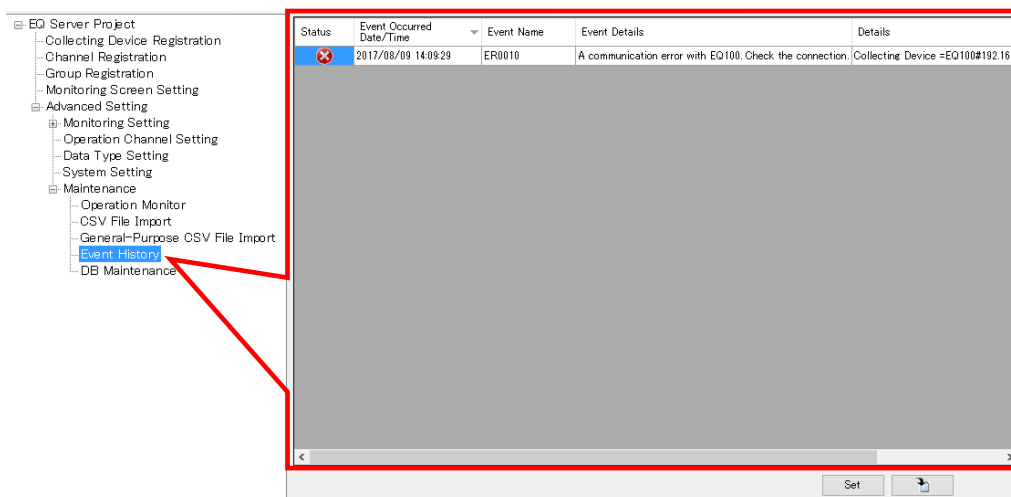 EQ Server Project
Collecting Device Registration
Channel Registration
Group Registration
Monitoring Screen Setting
Advanced Setting
Monitoring Setting
Operation Channel Setting
Data Type Setting
System Setting
Maintenance
Operation Monitor
CSV File Import
General-Purpose CSV File Import
Event History
DB Maintenance
Status Event Occurred Date/Time Event Name Event Details Details
2017/08/09 14:09:29 ER0010 A communication error with EQ100. Check the connection. Collecting Device =EQ100#192.16
Set